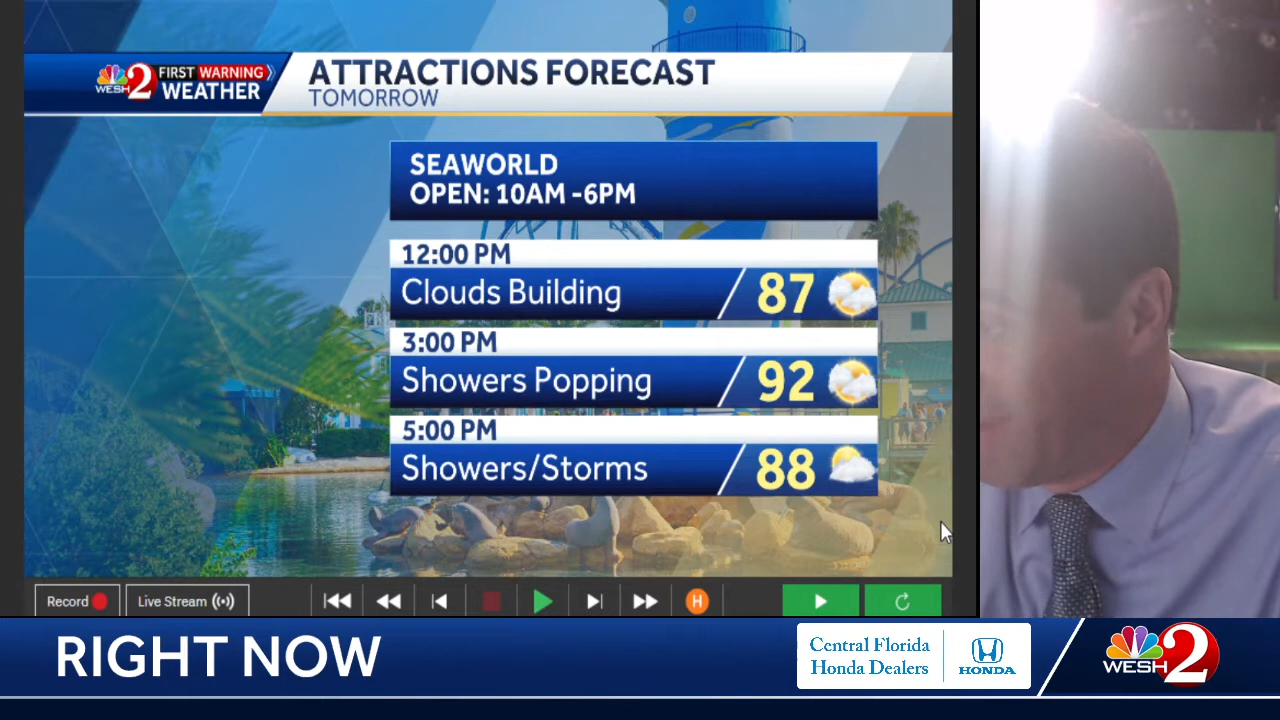 WESH 2
FIRST WARNING
WEATHER
ATTRACTIONS FORECAST
TOMORROW
SEAWORLD
OPEN: 10AM -6PM
12:00 PM
Clouds Building 87
3:00 PM
Showers Popping 92
5:00 PM
Showers/Storms 88
Record
Live Stream
H
RIGHT NOW
Central Florida
Honda Dealers
HONDA
WESH 2